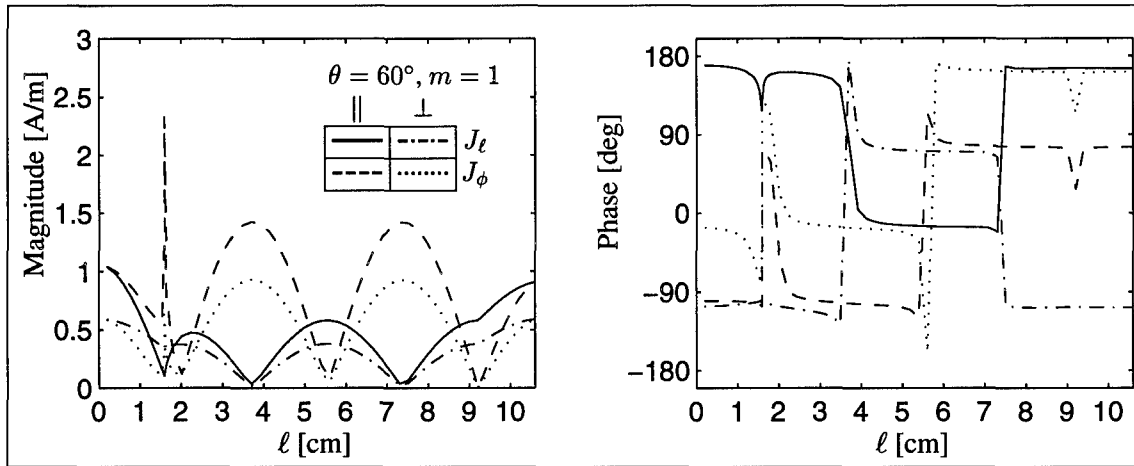 Magnitude [A/m]
3
2.5
2
1.5
1
0.5
0
θ = 60°, m = 1
|| ⊥
J_ℓ
J_ϕ
0 1 2 3 4 5 6 7 8 9 10
ℓ [cm]
Phase [deg]
180
90
0
−90
−180
0 1 2 3 4 5 6 7 8 9 10
ℓ [cm]